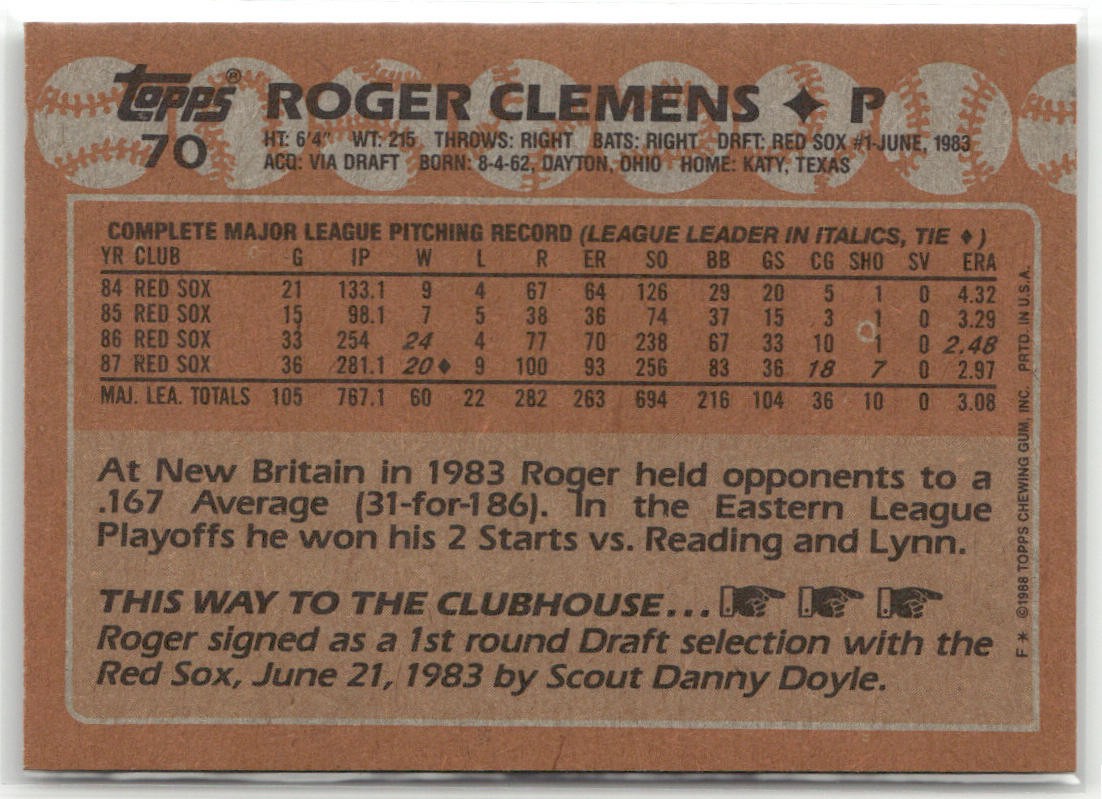 topps® ROGER CLEMENS ✦ P
70 HT: 6'4" WT: 215 THROWS: RIGHT BATS: RIGHT DRFT: RED SOX #1-JUNE, 1983
ACQ: VIA DRAFT BORN: 8-4-62, DAYTON, OHIO HOME: KATY, TEXAS
COMPLETE MAJOR LEAGUE PITCHING RECORD (LEAGUE LEADER IN ITALICS, TIE ♦)
YR CLUB G IP W L R ER SO BB GS CG SHO SV ERA
84 RED SOX 21 133.1 9 4 67 64 126 29 20 5 1 0 4.32
85 RED SOX 15 98.1 7 5 38 36 74 37 15 3 1 0 3.29
86 RED SOX 33 254 24 4 77 70 238 67 33 10 1 0 2.48
87 RED SOX 36 281.1 20♦ 9 100 93 256 83 36 18 7 0 2.97
MAJ. LEA. TOTALS 105 767.1 60 22 282 263 694 216 104 36 10 0 3.08
At New Britain in 1983 Roger held opponents to a
.167 Average (31-for-186). In the Eastern League
Playoffs he won his 2 Starts vs. Reading and Lynn.
THIS WAY TO THE CLUBHOUSE...
Roger signed as a 1st round Draft selection with the
Red Sox, June 21, 1983 by Scout Danny Doyle.
F* ©1988 TOPPS CHEWING GUM, INC. PRTD. IN U.S.A.